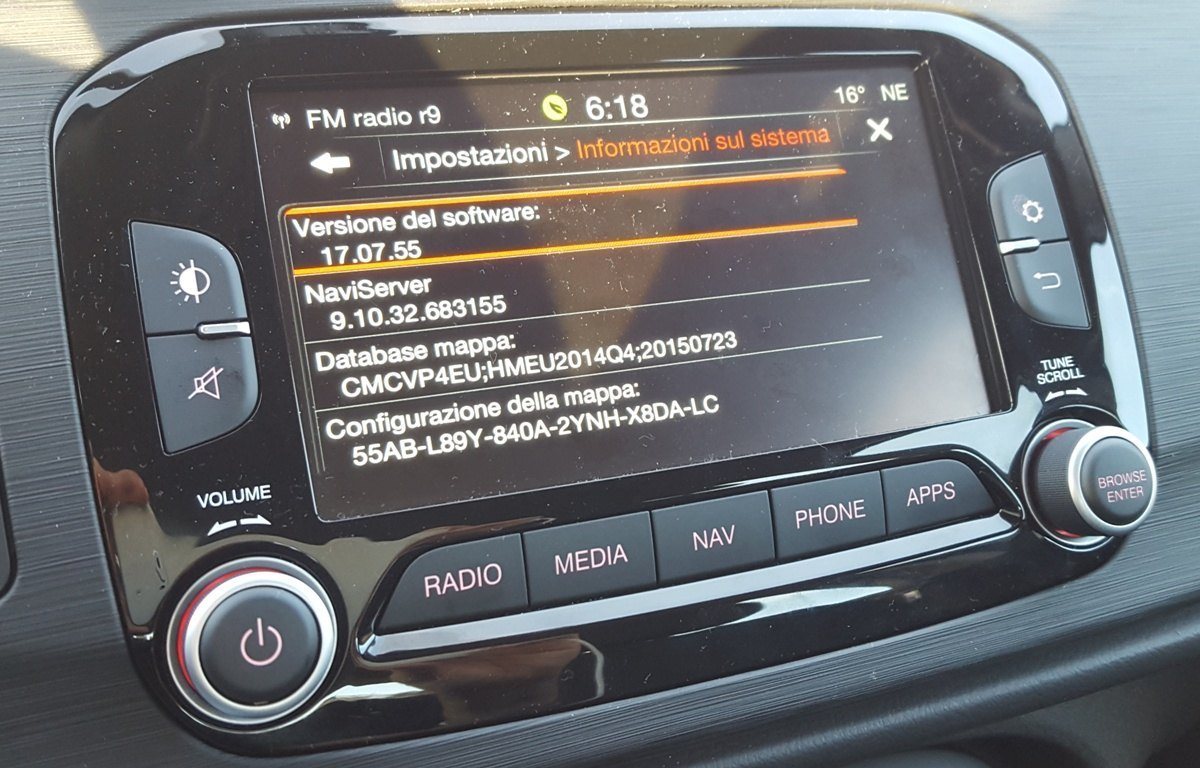 FM radio r9
6:18
16° NE
Impostazioni > Informazioni sul sistema
Versione del software:
17.07.55
NaviServer
9.10.32.683155
Database mappa:
CMCVP4EU;HMEU2014Q4;20150723
Configurazione della mappa:
55AB-L89Y-840A-2YNH-X8DA-LC
TUNE
SCROLL
VOLUME
BROWSE
ENTER
RADIO
MEDIA
NAV
PHONE
APPS